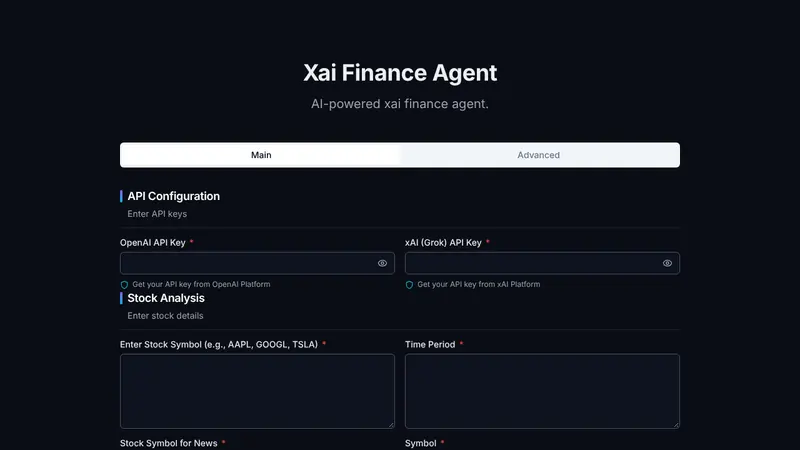 Xai Finance Agent
AI-powered xai finance agent.
Main
Advanced
API Configuration
Enter API keys
OpenAI API Key *
xAI (Grok) API Key *
Get your API key from OpenAI Platform
Get your API key from xAI Platform
Stock Analysis
Enter stock details
Enter Stock Symbol (e.g., AAPL, GOOGL, TSLA) *
Time Period *
Stock Symbol for News *
Symbol *